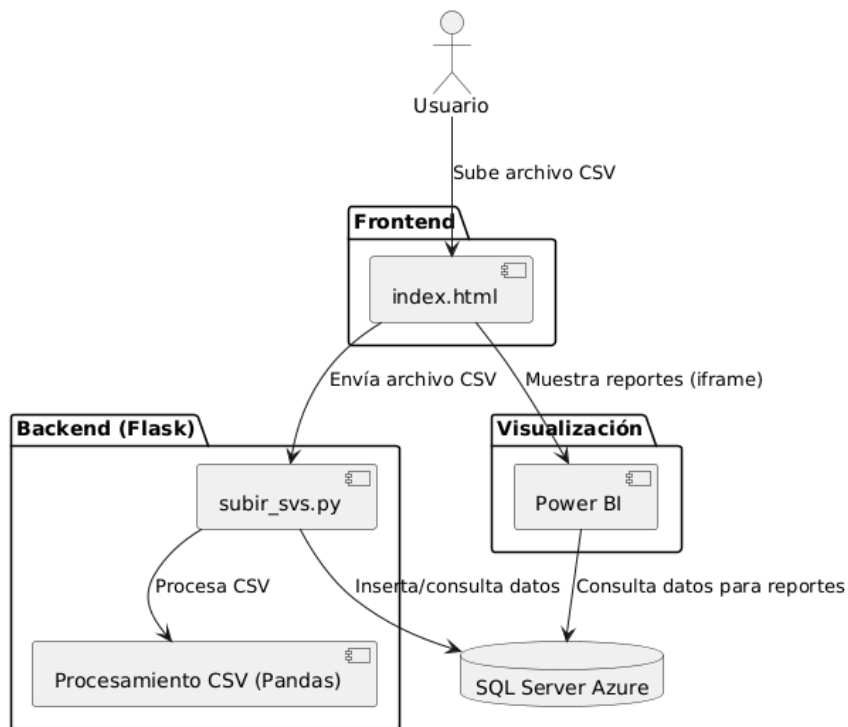 Usuario
Sube archivo CSV
Frontend
index.html
Envía archivo CSV
Muestra reportes (iframe)
Backend (Flask)
Visualización
subir_svs.py
Power BI
Procesa CSV
Inserta/consulta datos
Consulta datos para reportes
Procesamiento CSV (Pandas)
SQL Server Azure